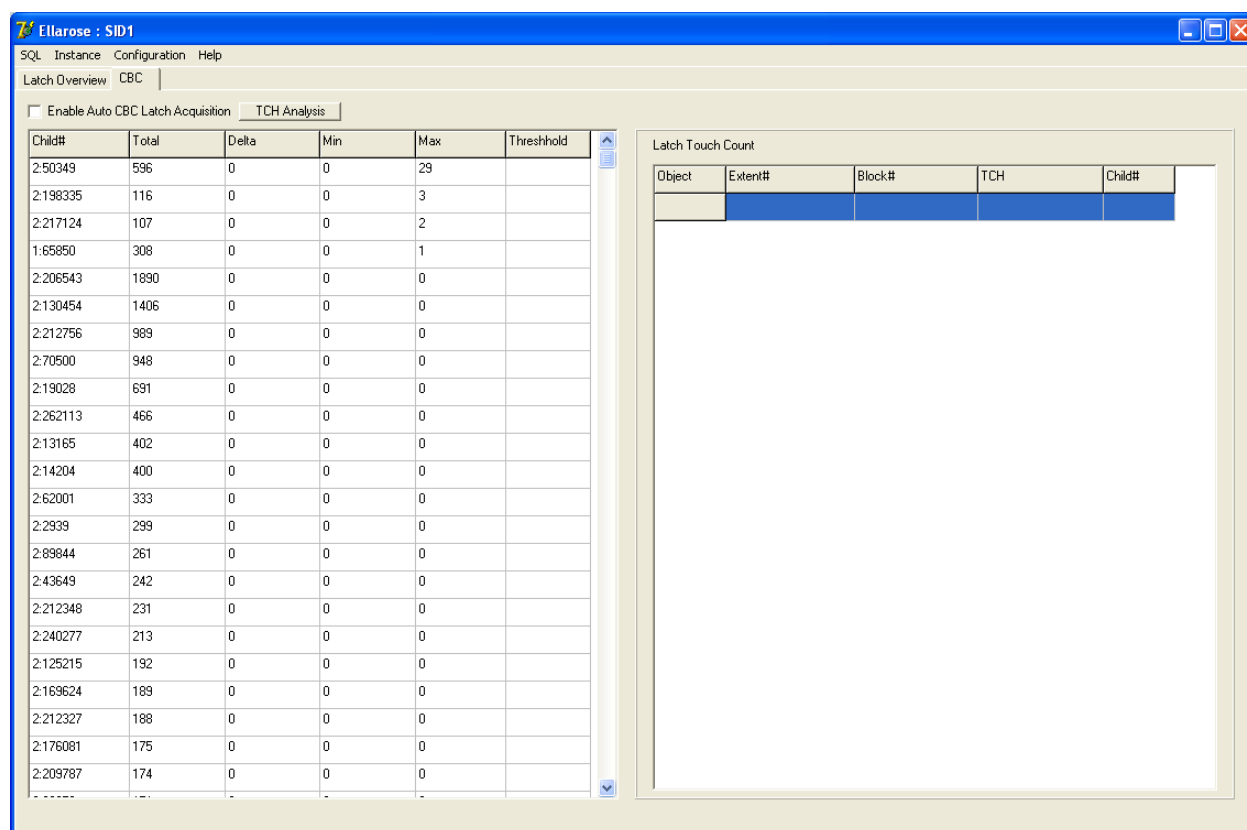 Ellarose : SID1
SQL Instance Configuration Help
Latch Overview CBC
Enable Auto CBC Latch Acquisition TCH Analysis
Child# Total Delta Min Max Threshhold
2:50349 596 0 0 29
2:198335 116 0 0 3
2:217124 107 0 0 2
1:65850 308 0 0 1
2:206543 1890 0 0 0
2:130454 1406 0 0 0
2:212756 989 0 0 0
2:70500 948 0 0 0
2:19028 691 0 0 0
2:262113 466 0 0 0
2:13165 402 0 0 0
2:14204 400 0 0 0
2:62001 333 0 0 0
2:2939 299 0 0 0
2:89844 261 0 0 0
2:43649 242 0 0 0
2:212348 231 0 0 0
2:240277 213 0 0 0
2:125215 192 0 0 0
2:169624 189 0 0 0
2:212327 188 0 0 0
2:176081 175 0 0 0
2:209787 174 0 0 0
Latch Touch Count
Object Extent# Block# TCH Child#